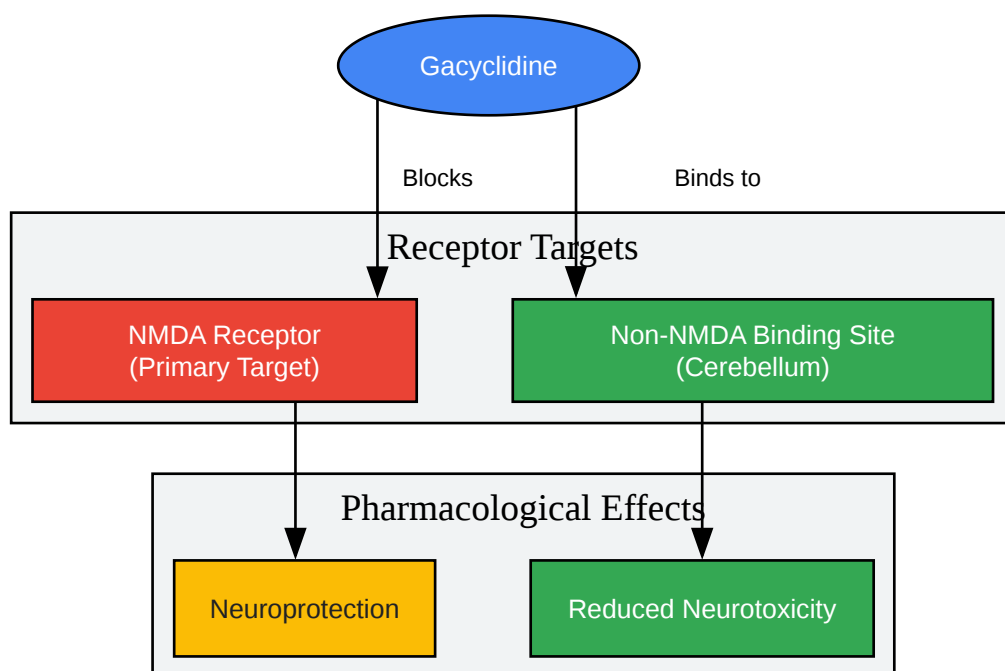 Gacyclidine
Blocks
Binds to
Receptor Targets
NMDA Receptor
(Primary Target)
Non-NMDA Binding Site
(Cerebellum)
Pharmacological Effects
Neuroprotection
Reduced Neurotoxicity